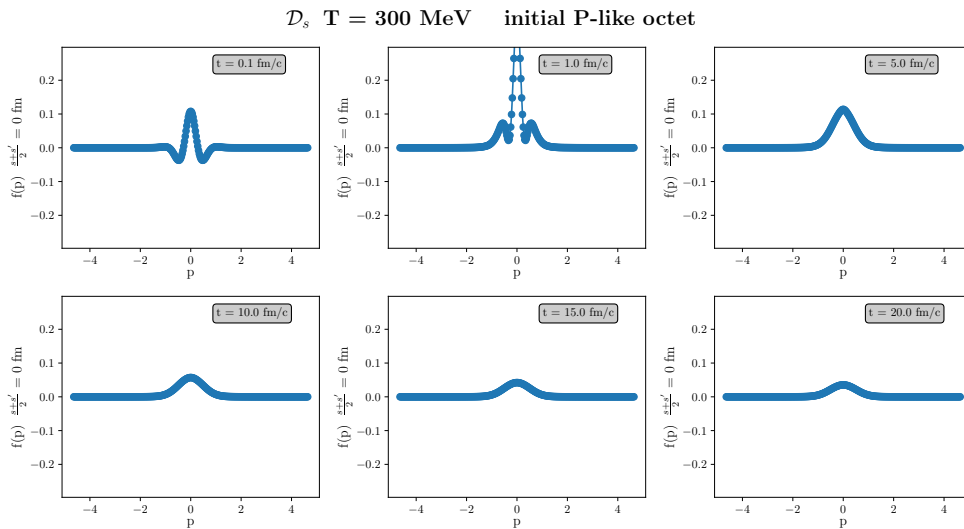 𝒟ₛ T = 300 MeV initial P-like octet
t = 0.1 fm/c
0.2
0.1
0.0
−0.1
−0.2
f(p) (s+s′)/2 = 0 fm
−4 −2 0 2 4
p
t = 1.0 fm/c
0.2
0.1
0.0
−0.1
−0.2
f(p) (s+s′)/2 = 0 fm
−4 −2 0 2 4
p
t = 5.0 fm/c
0.2
0.1
0.0
−0.1
−0.2
f(p) (s+s′)/2 = 0 fm
−4 −2 0 2 4
p
t = 10.0 fm/c
0.2
0.1
0.0
−0.1
−0.2
f(p) (s+s′)/2 = 0 fm
−4 −2 0 2 4
p
t = 15.0 fm/c
0.2
0.1
0.0
−0.1
−0.2
f(p) (s+s′)/2 = 0 fm
−4 −2 0 2 4
p
t = 20.0 fm/c
0.2
0.1
0.0
−0.1
−0.2
f(p) (s+s′)/2 = 0 fm
−4 −2 0 2 4
p